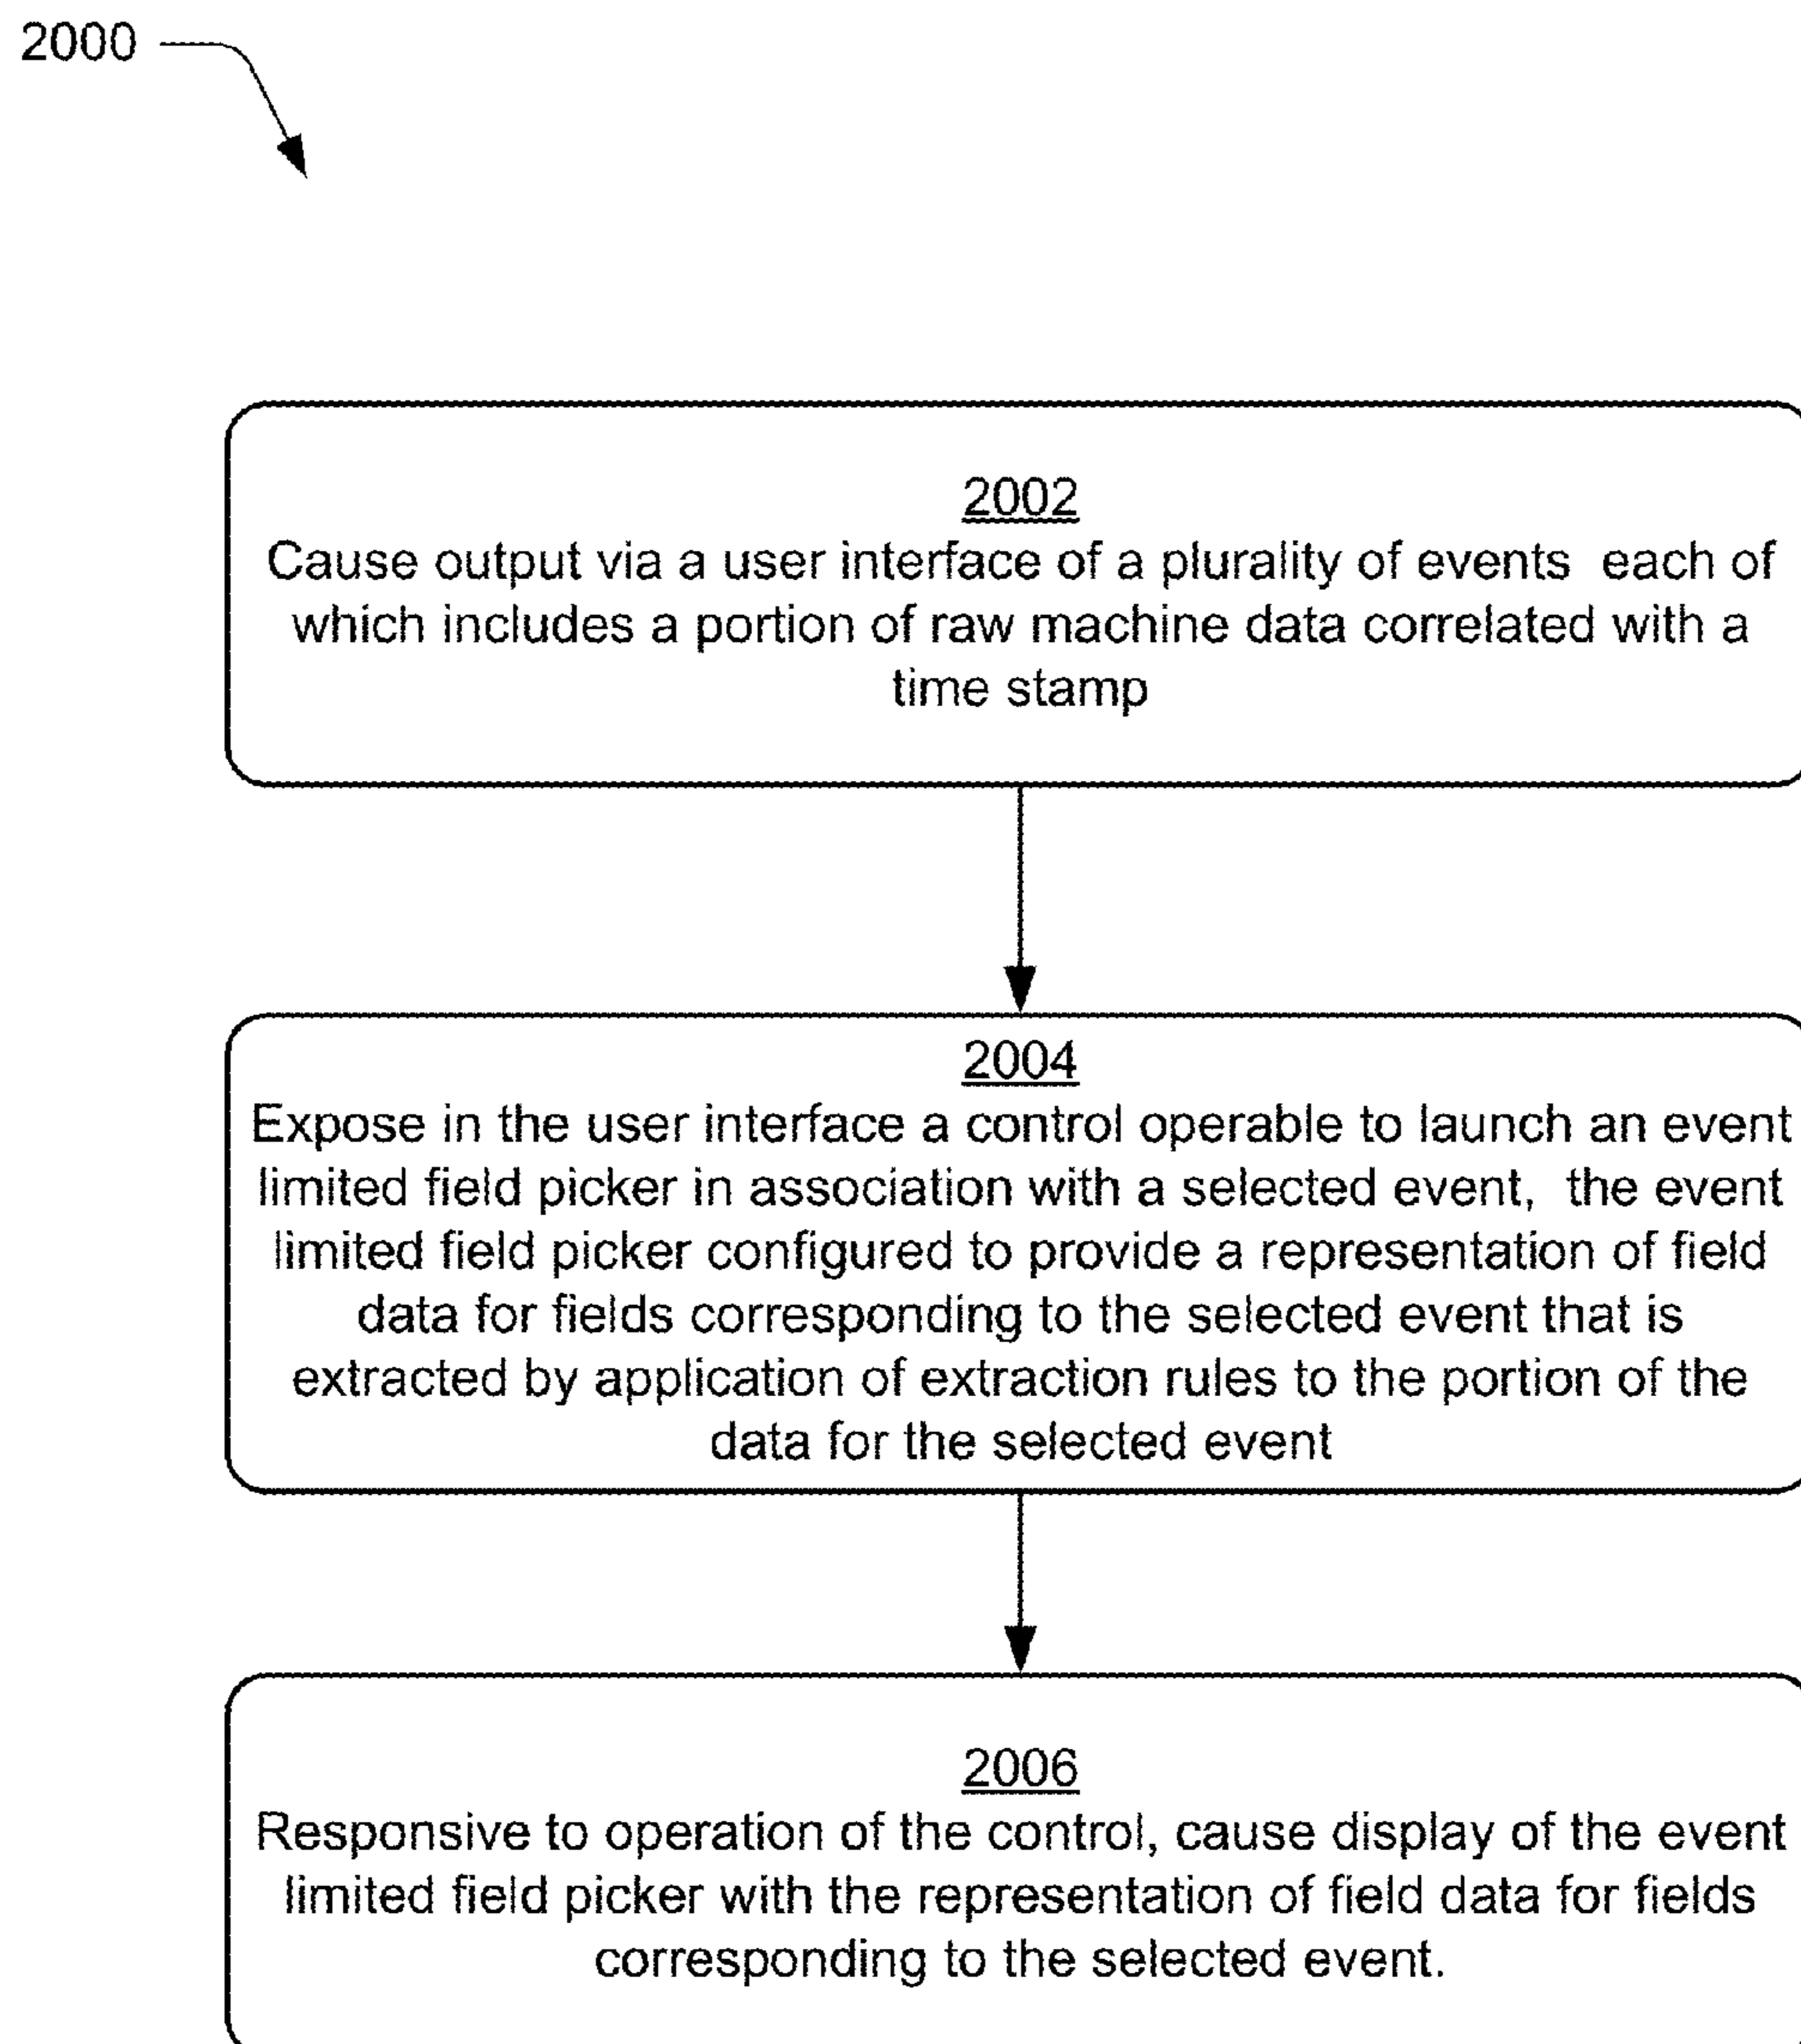 2000
2002
Cause output via a user interface of a plurality of events  each of
which includes a portion of raw machine data correlated with a
time stamp
2004
Expose in the user interface a control operable to launch an event
limited field picker in association with a selected event,  the event
limited field picker configured to provide a representation of field
data for fields corresponding to the selected event that is
extracted by application of extraction rules to the portion of the
data for the selected event
2006
Responsive to operation of the control, cause display of the event
limited field picker with the representation of field data for fields
corresponding to the selected event.